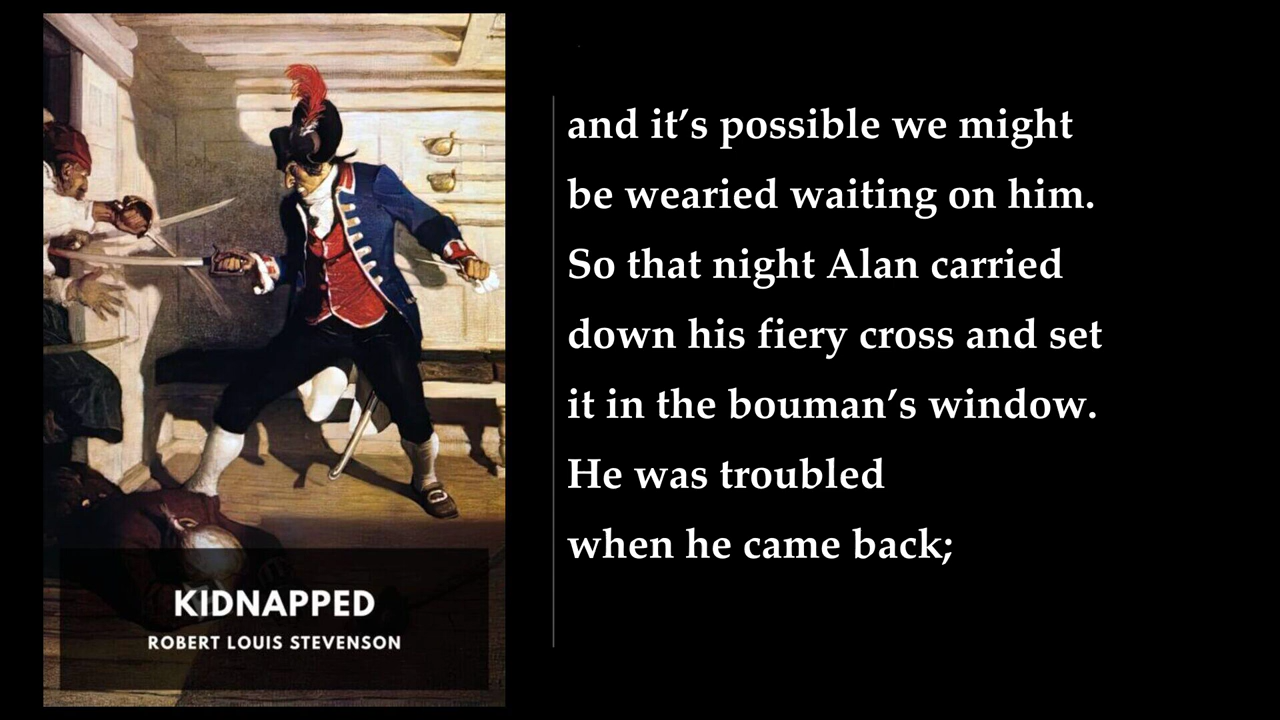 KIDNAPPED
ROBERT LOUIS STEVENSON
and it’s possible we might
be wearied waiting on him.
So that night Alan carried
down his fiery cross and set
it in the bouman’s window.
He was troubled
when he came back;